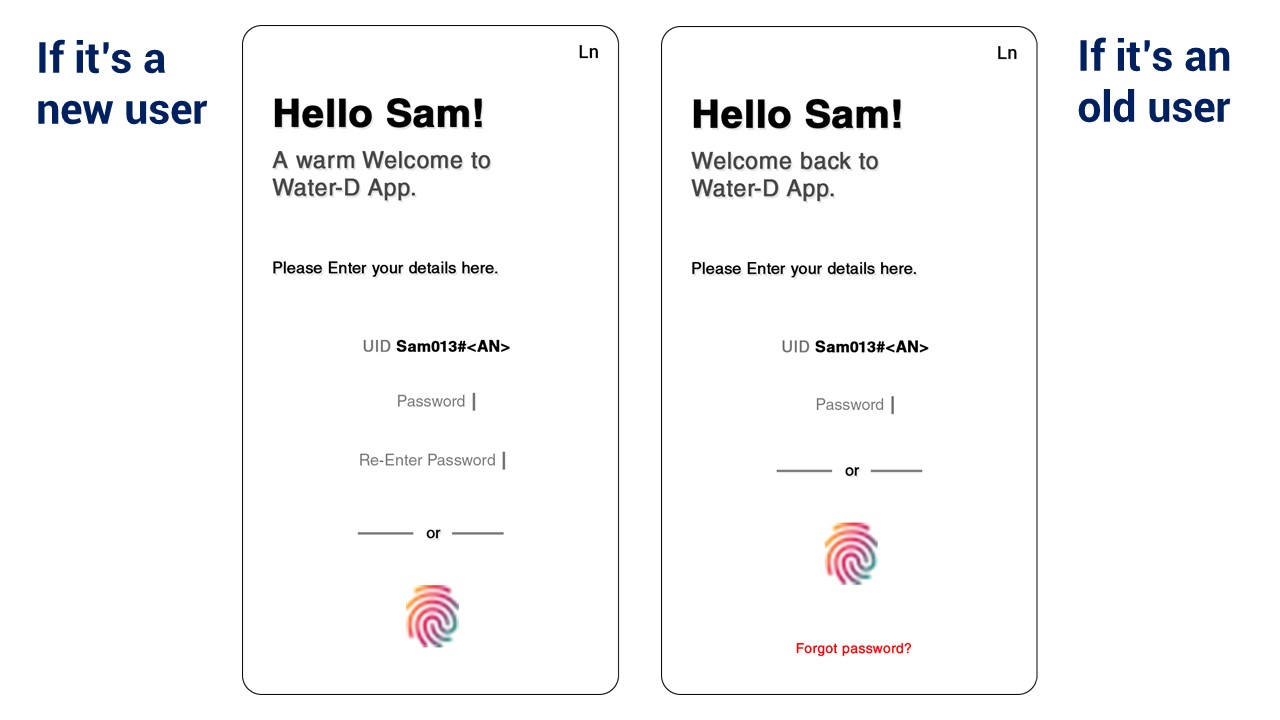 If it's a
new user
Ln
Hello Sam!
A warm Welcome to
Water-D App.
Please Enter your details here.
UID Sam013#<AN>
Password |
Re-Enter Password |
or
Ln
Hello Sam!
Welcome back to
Water-D App.
Please Enter your details here.
UID Sam013#<AN>
Password |
or
Forgot password?
If it's an
old user